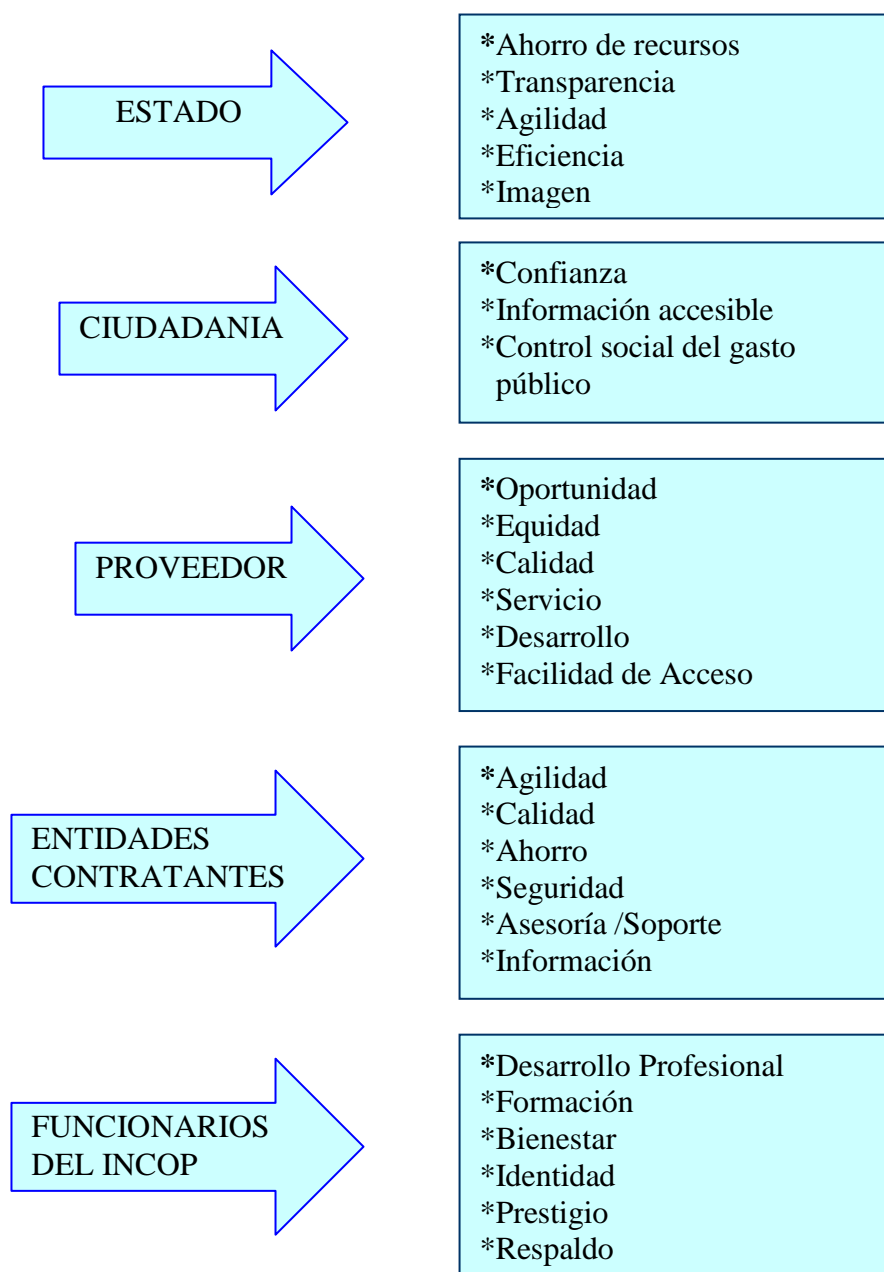 ESTADO
*Ahorro de recursos
*Transparencia
*Agilidad
*Eficiencia
*Imagen
CIUDADANIA
*Confianza
*Información accesible
*Control social del gasto
público
PROVEEDOR
*Oportunidad
*Equidad
*Calidad
*Servicio
*Desarrollo
*Facilidad de Acceso
ENTIDADES
CONTRATANTES
*Agilidad
*Calidad
*Ahorro
*Seguridad
*Asesoría /Soporte
*Información
FUNCIONARIOS
DEL INCOP
*Desarrollo Profesional
*Formación
*Bienestar
*Identidad
*Prestigio
*Respaldo